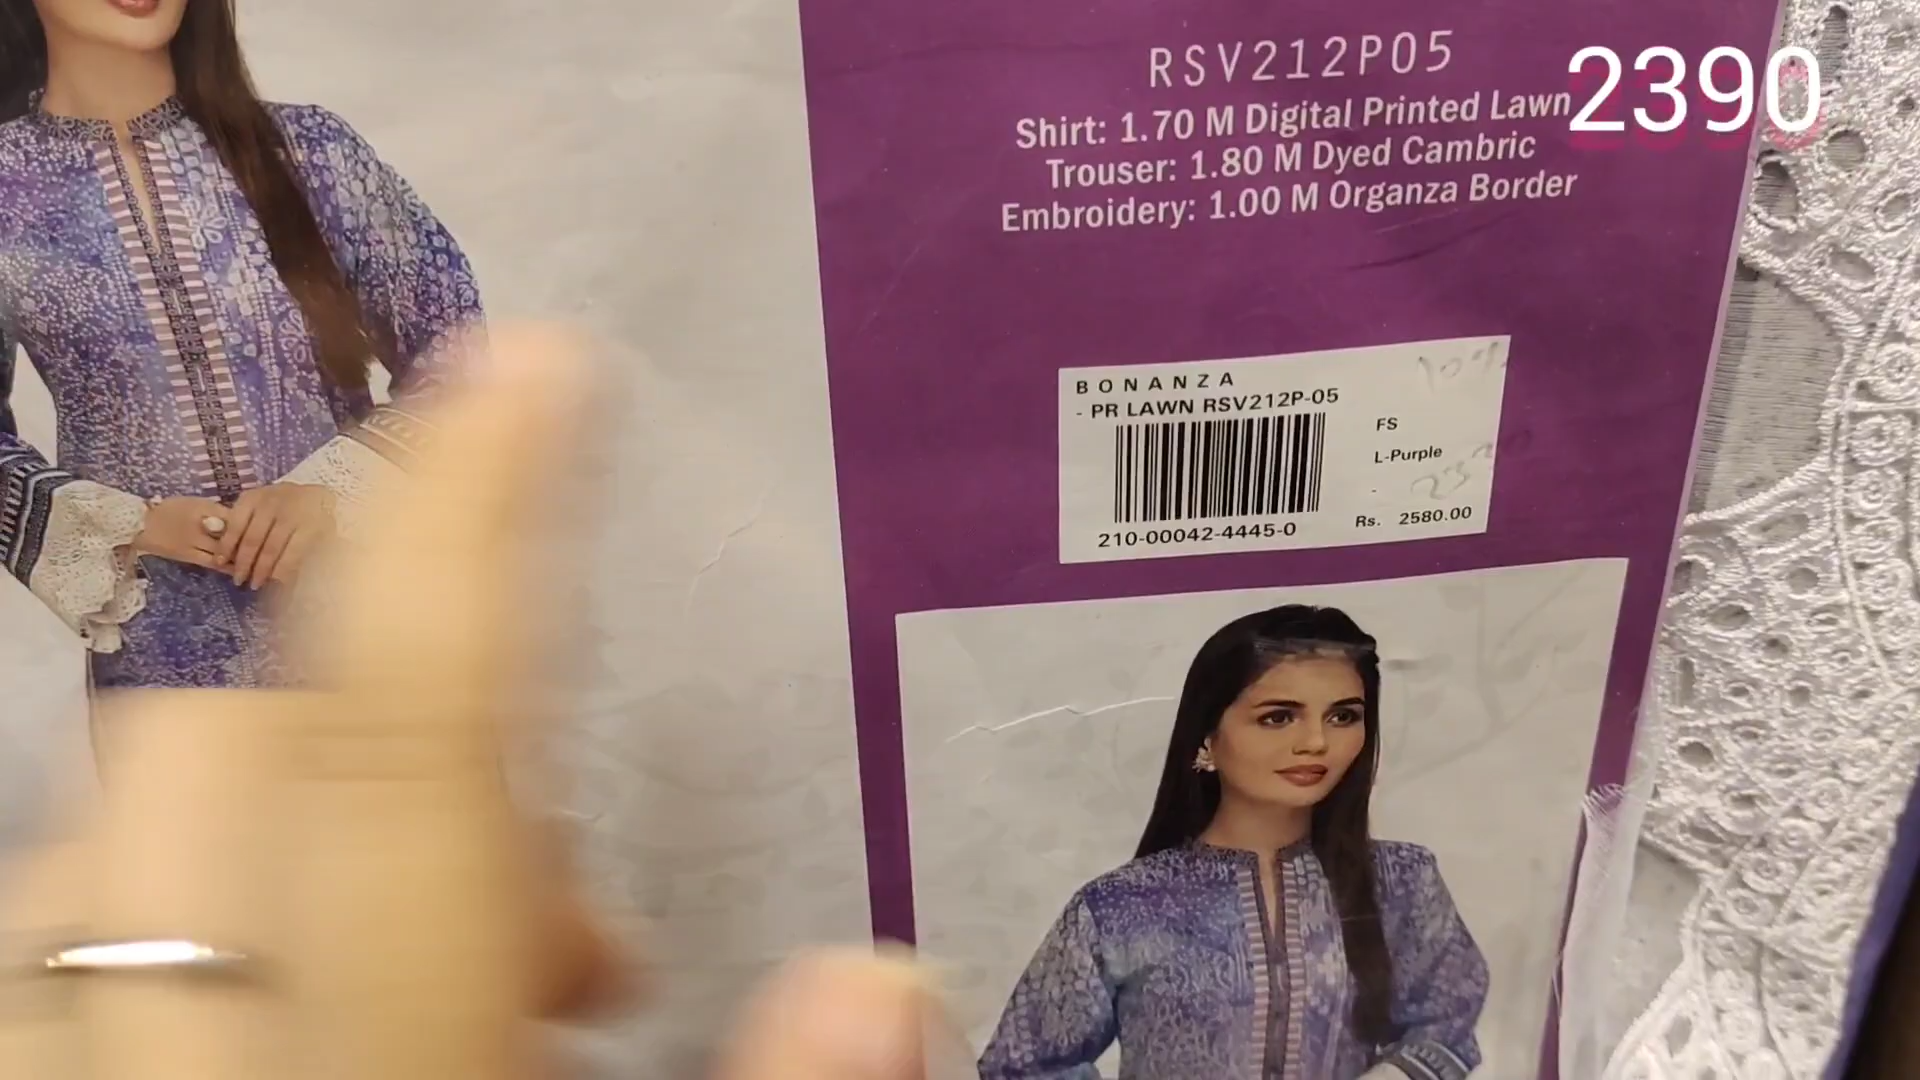 RSV212P05
2390
Shirt: 1.70 M Digital Printed Lawn
Trouser: 1.80 M Dyed Cambric
Embroidery: 1.00 M Organza Border
BONANZA
10%
- PR LAWN RSV212P-05
FS
L-Purple
-
210-00042-4445-0
Rs. 2580.00